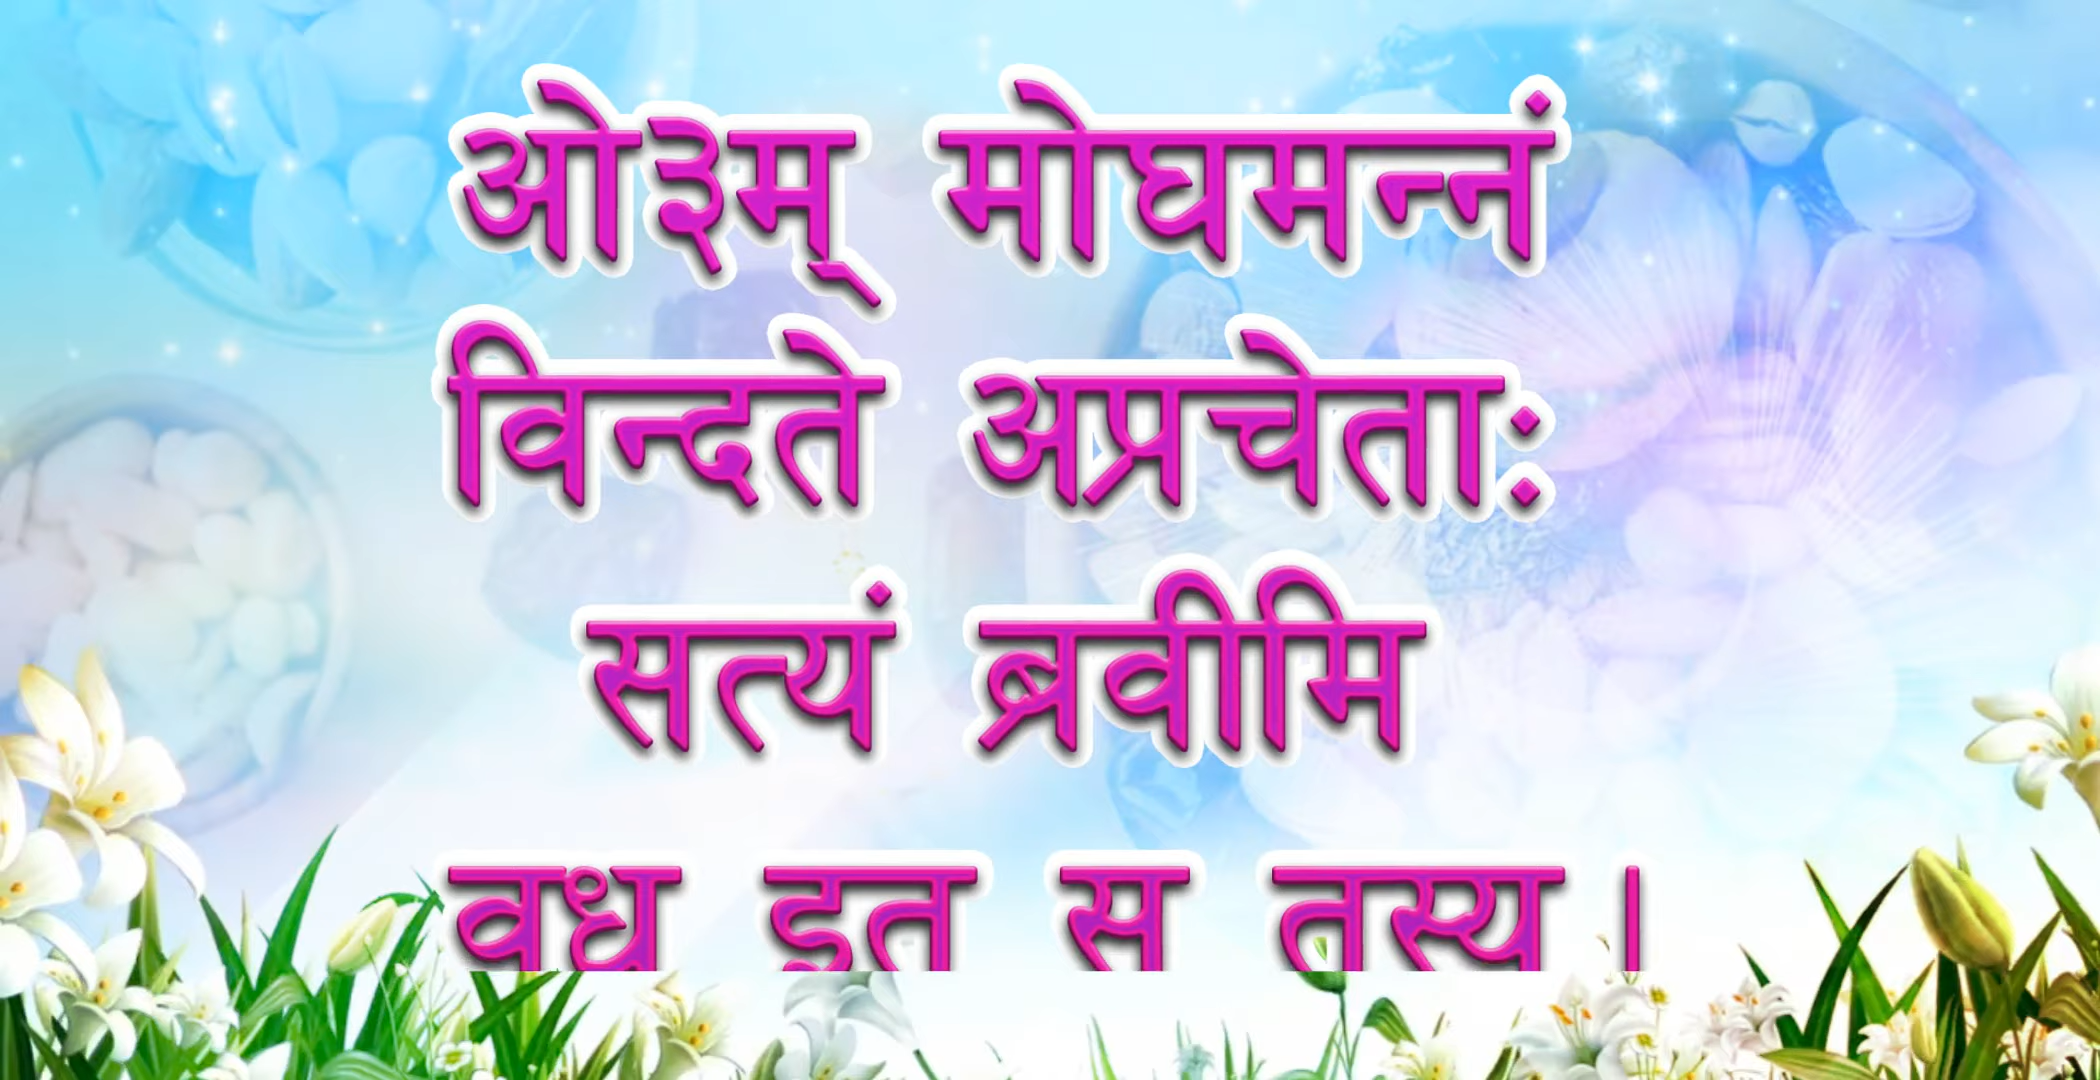 ओ३म् मोघमन्नं
विन्दते अप्रचेताः
सत्यं ब्रवीमि
वध इत स तस्य ।